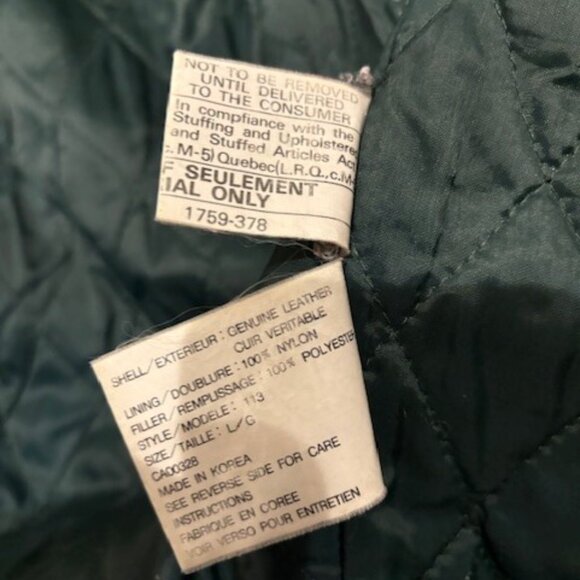 NOT TO BE REMOVED
UNTIL DELIVERED
TO THE CONSUMER
In compliance with the
Stuffing and Upholstered
and Stuffed Articles Act
M-5) Quebec(L.R.Q.,c.M-
SEULEMENT
IAL ONLY
1759-378
SHELL/EXTERIEUR : GENUINE LEATHER
CUIR VERITABLE
LINING/DOUBLURE : 100% NYLON
FILLER/REMPLISSAGE : 100% POLYESTER
STYLE/MODELE : 113
SIZE/TAILLE : L/G
CA00328
MADE IN KOREA
SEE REVERSE SIDE FOR CARE
INSTRUCTIONS
FABRIQUE EN COREE
VOIR VERSO POUR ENTRETIEN